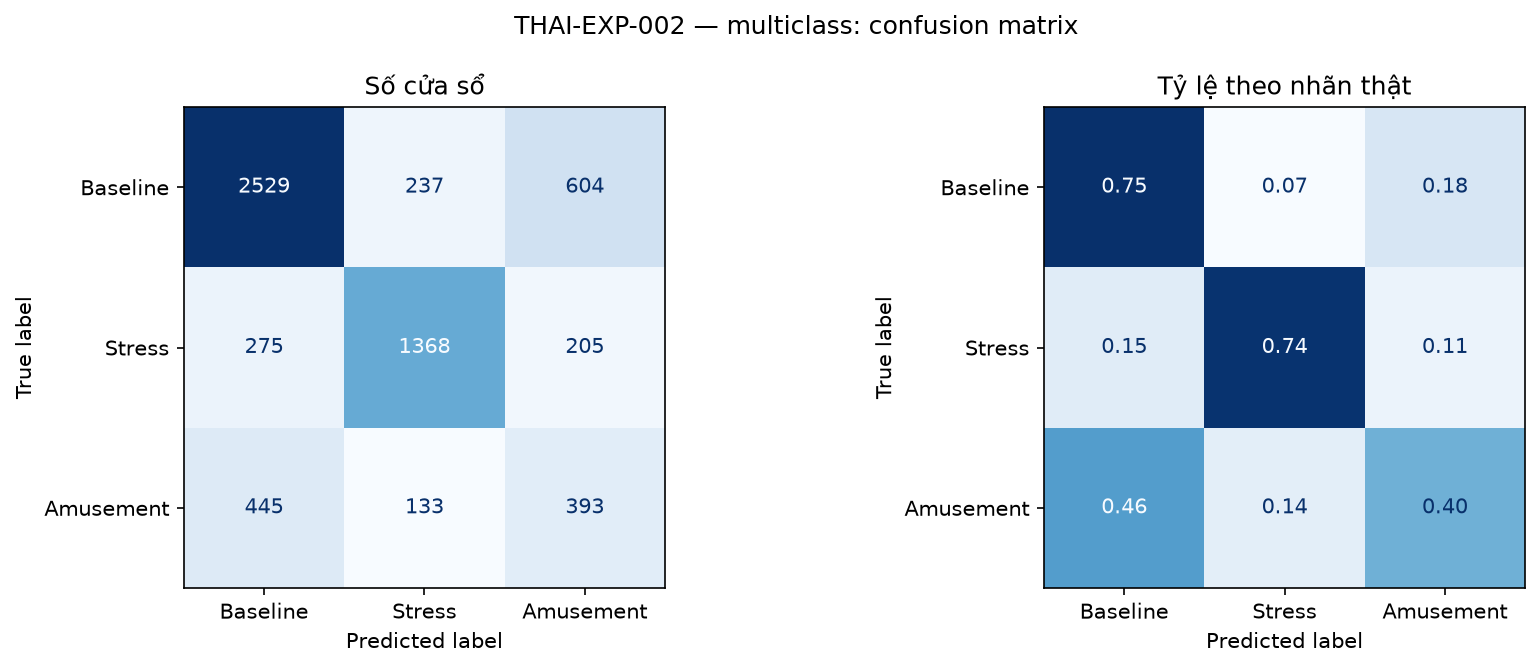 THAI-EXP-002 — multiclass: confusion matrix
Số cửa sổ
True label
Baseline 2529 237 604
Stress 275 1368 205
Amusement 445 133 393
Baseline Stress Amusement
Predicted label
Tỷ lệ theo nhãn thật
True label
Baseline 0.75 0.07 0.18
Stress 0.15 0.74 0.11
Amusement 0.46 0.14 0.40
Baseline Stress Amusement
Predicted label